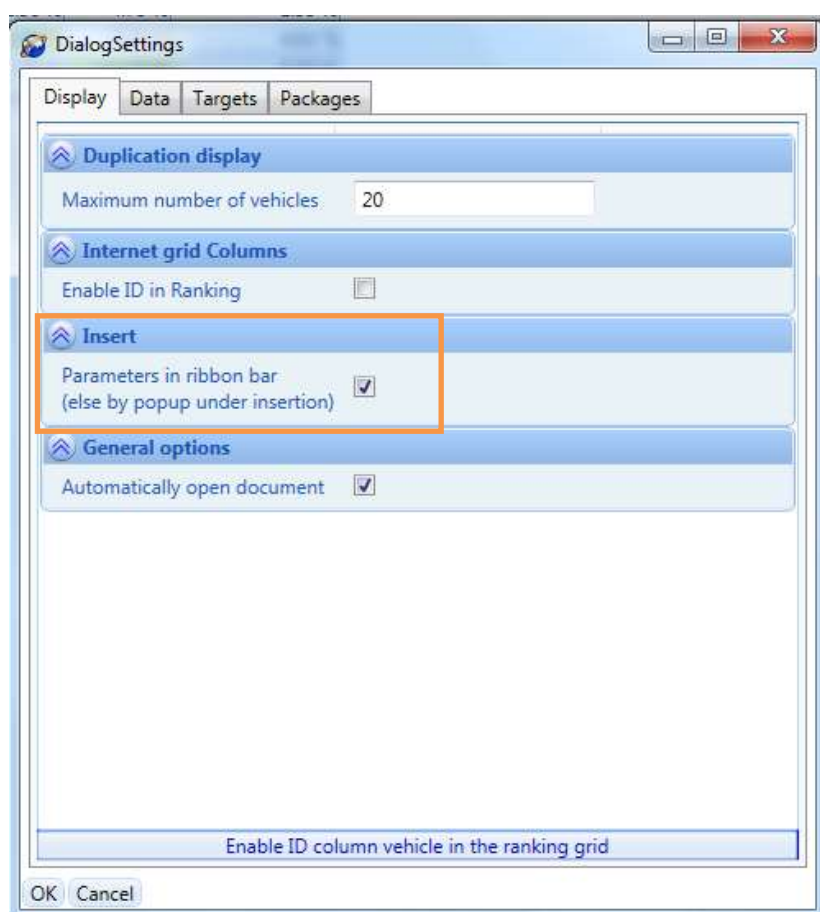 DialogSettings
Display Data Targets Packages
Duplication display
Maximum number of vehicles 20
Internet grid Columns
Enable ID in Ranking
Insert
Parameters in ribbon bar
(else by popup under insertion)
General options
Automatically open document
Enable ID column vehicle in the ranking grid
OK Cancel